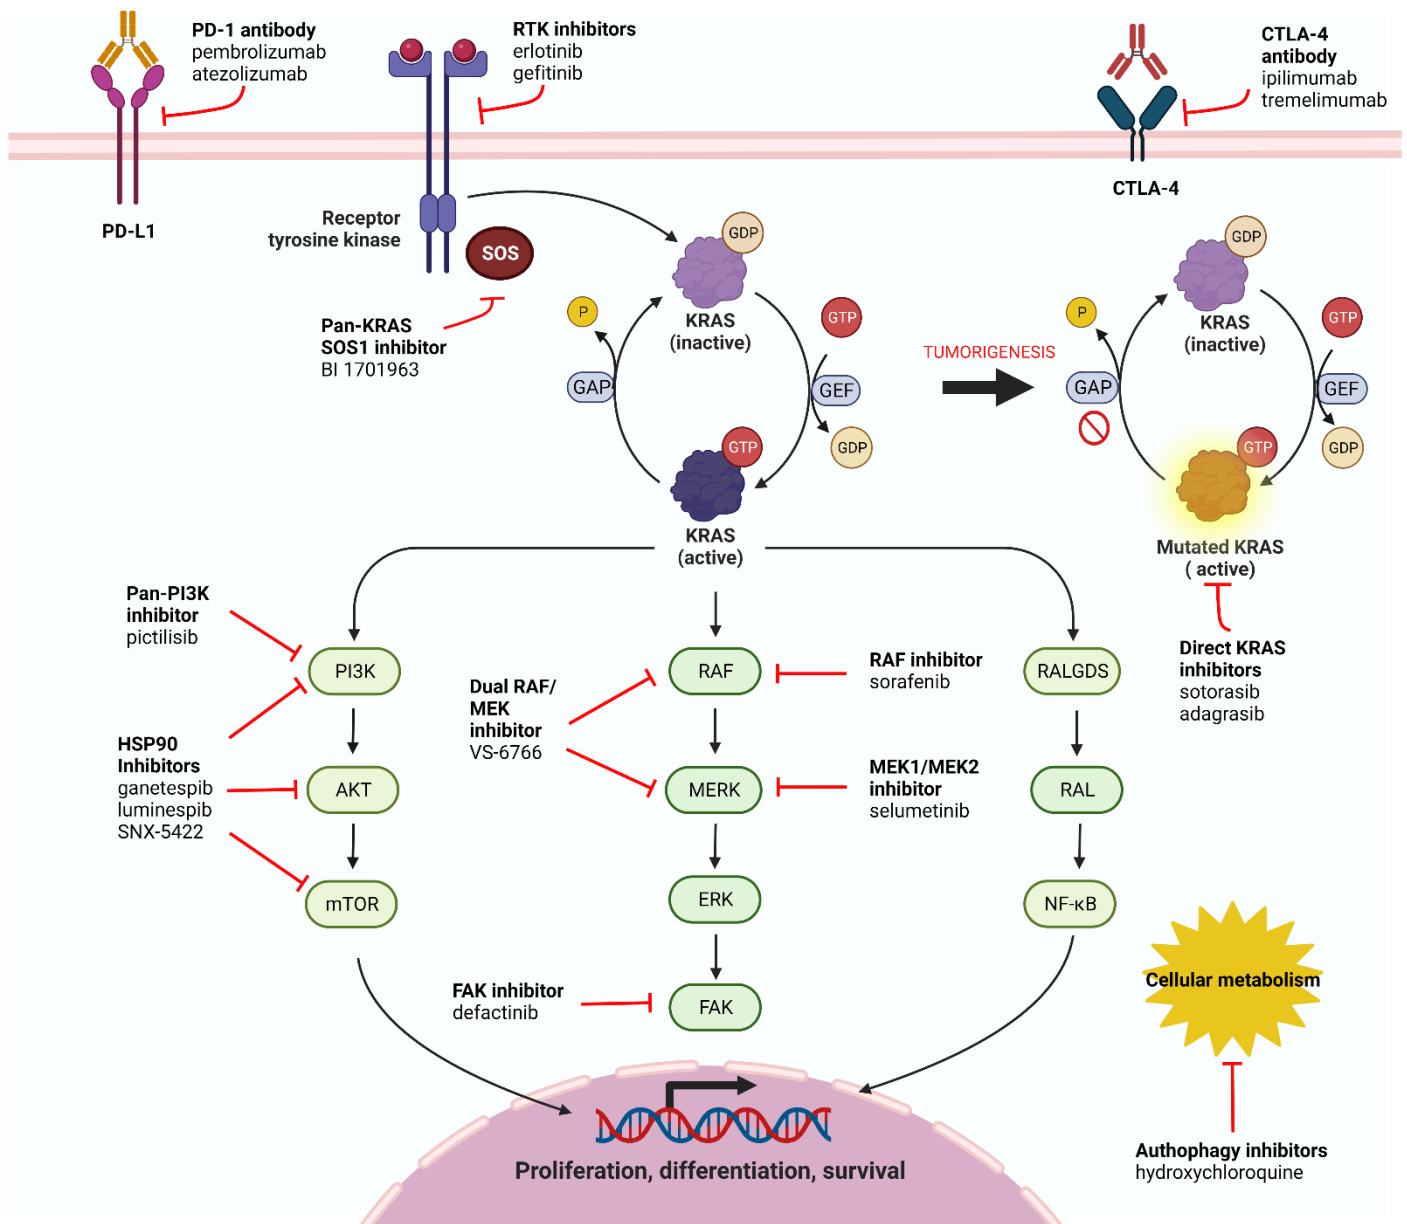 PD-1 antibody
pembrolizumab
atezolizumab
RTK inhibitors
erlotinib
gefitinib
CTLA-4
antibody
ipilimumab
tremelimumab
PD-L1
CTLA-4
Receptor
tyrosine kinase
SOS
Pan-KRAS
SOS1 inhibitor
BI 1701963
GDP
KRAS
(inactive)
P
GTP
GAP
GEF
GTP
GDP
KRAS
(active)
TUMORIGENESIS
GDP
KRAS
(inactive)
P
GTP
GAP
GEF
GTP
GDP
Mutated KRAS
( active)
Direct KRAS
inhibitors
sotorasib
adagrasib
Pan-PI3K
inhibitor
pictilisib
PI3K
HSP90
Inhibitors
ganetespib
luminespib
SNX-5422
AKT
mTOR
Dual RAF/
MEK
inhibitor
VS-6766
RAF
RAF inhibitor
sorafenib
MERK
MEK1/MEK2
inhibitor
selumetinib
ERK
FAK inhibitor
defactinib
FAK
RALGDS
RAL
NF-κB
Cellular metabolism
Authophagy inhibitors
hydroxychloroquine
Proliferation, differentiation, survival